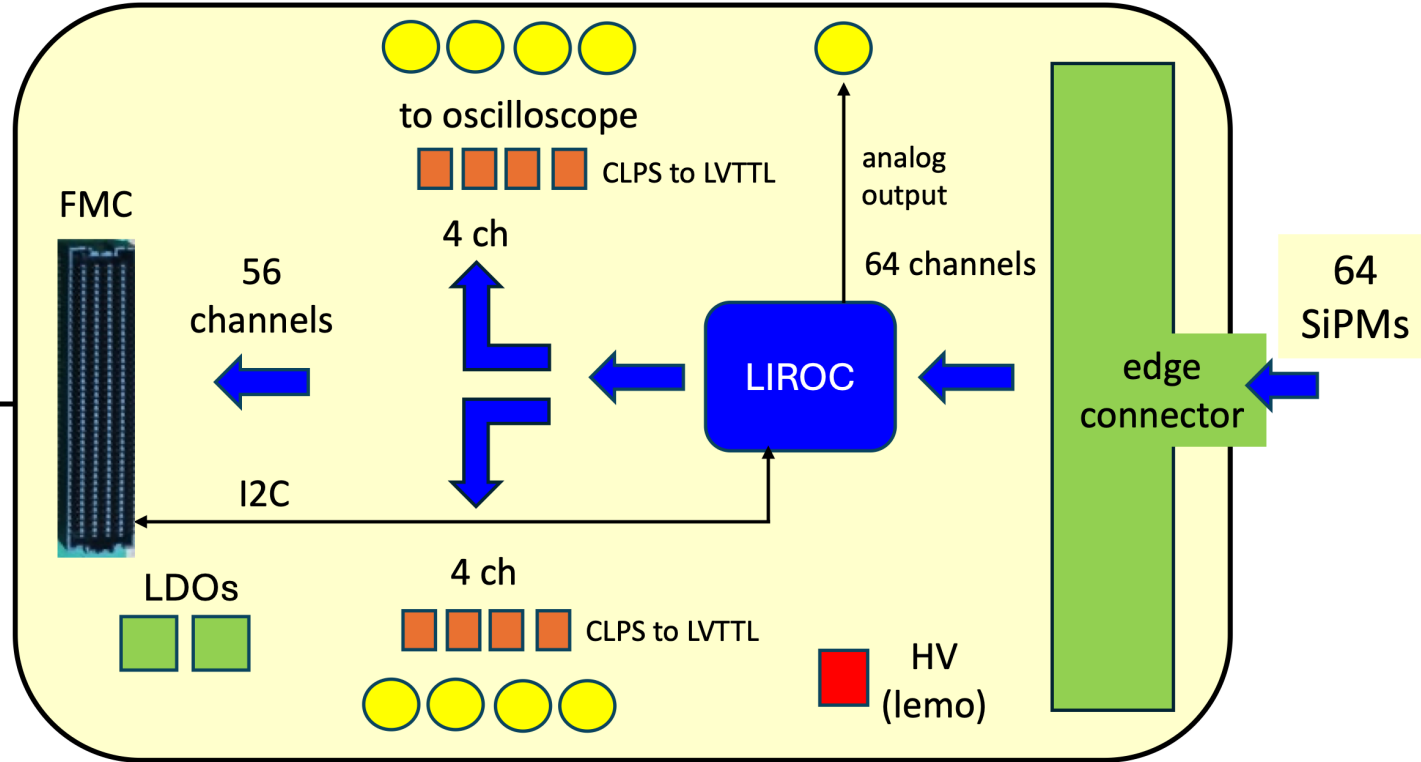 to oscilloscope
CLPS to LVTTL
analog
output
FMC
4 ch
56
channels
64 channels
64
SiPMs
LIROC
edge
connector
I2C
4 ch
LDOs
CLPS to LVTTL
HV
(lemo)